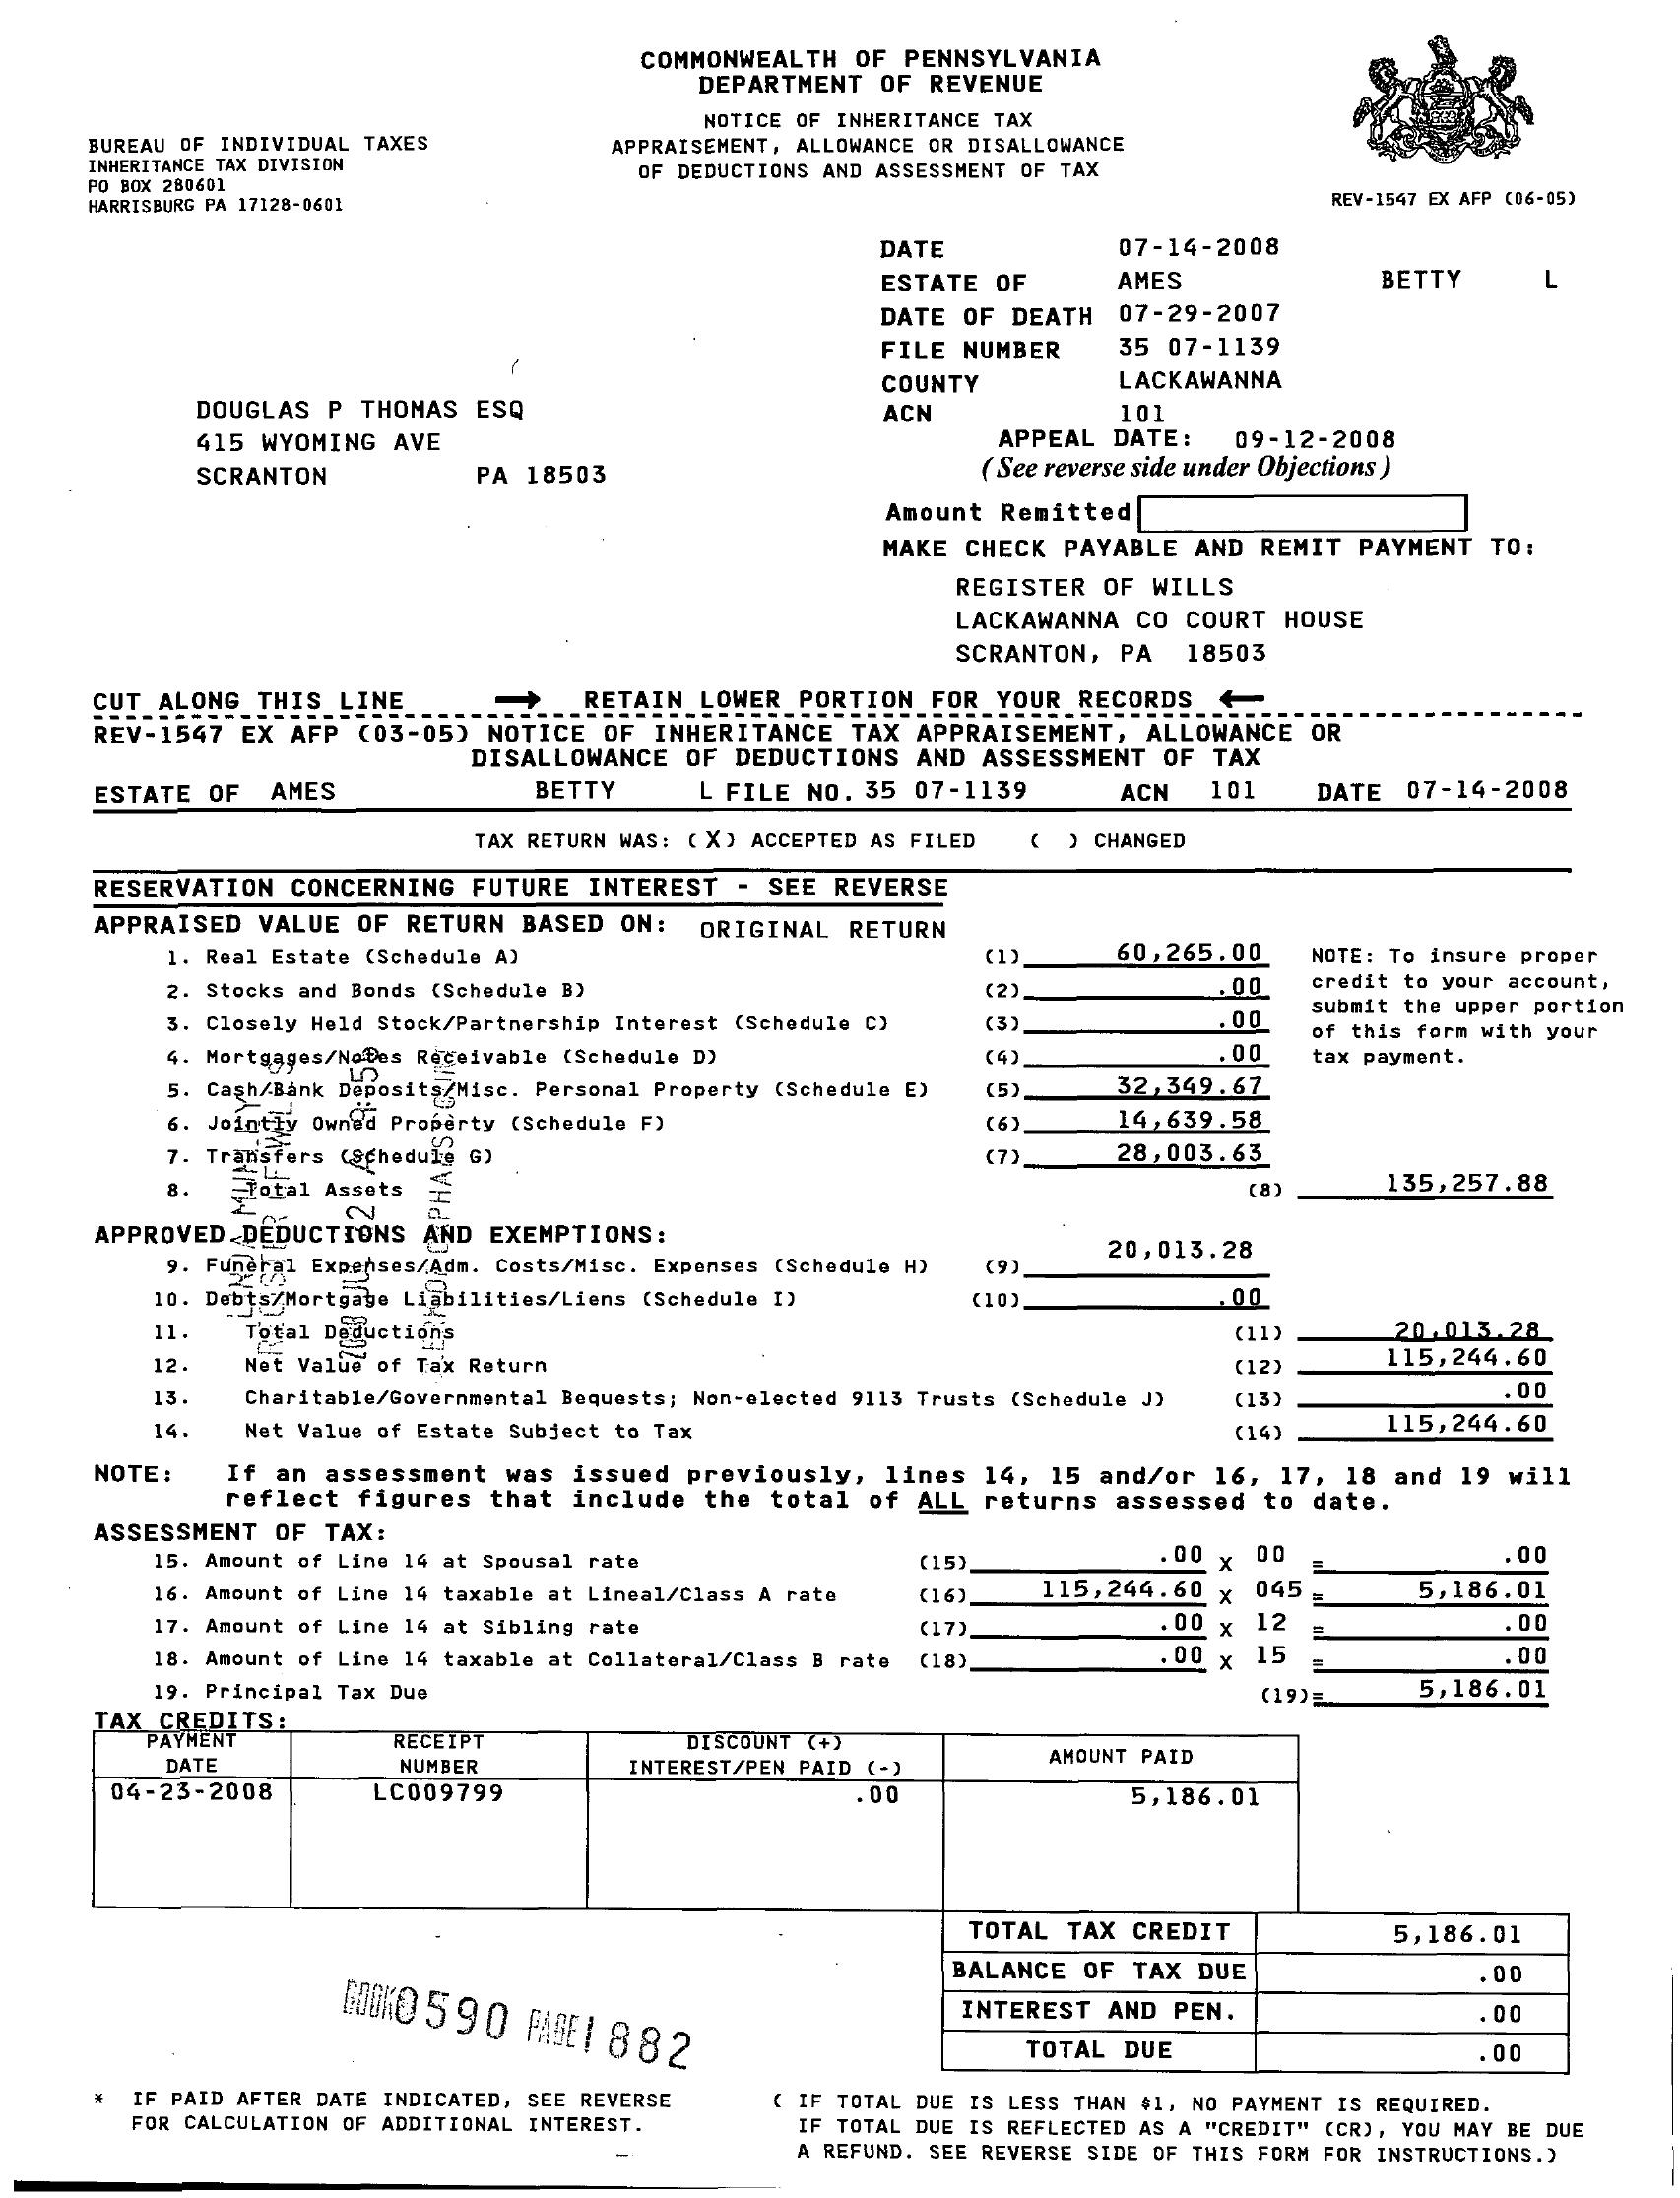 COMMONWEALTH OF PENNSYLVANIA
DEPARTMENT OF REVENUE
NOTICE OF INHERITANCE TAX
APPRAISEMENT, ALLOWANCE OR DISALLOWANCE
OF DEDUCTIONS AND ASSESSMENT OF TAX
BUREAU OF INDIVIDUAL TAXES
INHERITANCE TAX DIVISION
PO BOX 280601
HARRISBURG PA 17128-0601
REV-1547 EX AFP (06-05)
DATE 07-14-2008
ESTATE OF AMES BETTY L
DATE OF DEATH 07-29-2007
FILE NUMBER 35 07-1139
COUNTY LACKAWANNA
ACN 101
DOUGLAS P THOMAS ESQ
415 WYOMING AVE
SCRANTON PA 18503
APPEAL DATE: 09-12-2008
(See reverse side under Objections)
Amount Remitted
MAKE CHECK PAYABLE AND REMIT PAYMENT TO:
REGISTER OF WILLS
LACKAWANNA CO COURT HOUSE
SCRANTON, PA 18503
CUT ALONG THIS LINE → RETAIN LOWER PORTION FOR YOUR RECORDS ←
REV-1547 EX AFP (03-05) NOTICE OF INHERITANCE TAX APPRAISEMENT, ALLOWANCE OR
DISALLOWANCE OF DEDUCTIONS AND ASSESSMENT OF TAX
ESTATE OF AMES BETTY L FILE NO. 35 07-1139 ACN 101 DATE 07-14-2008
TAX RETURN WAS: (X) ACCEPTED AS FILED ( ) CHANGED
RESERVATION CONCERNING FUTURE INTEREST - SEE REVERSE
APPRAISED VALUE OF RETURN BASED ON: ORIGINAL RETURN
1. Real Estate (Schedule A) (1) 60,265.00
2. Stocks and Bonds (Schedule B) (2) .00
3. Closely Held Stock/Partnership Interest (Schedule C) (3) .00
4. Mortgages/Notes Receivable (Schedule D) (4) .00
5. Cash/Bank Deposits/Misc. Personal Property (Schedule E) (5) 32,349.67
6. Jointly Owned Property (Schedule F) (6) 14,639.58
7. Transfers (Schedule G) (7) 28,003.63
8. Total Assets (8) 135,257.88
NOTE: To insure proper
credit to your account,
submit the upper portion
of this form with your
tax payment.
APPROVED DEDUCTIONS AND EXEMPTIONS:
9. Funeral Expenses/Adm. Costs/Misc. Expenses (Schedule H) (9) 20,013.28
10. Debts/Mortgage Liabilities/Liens (Schedule I) (10) .00
11. Total Deductions (11) 20,013.28
12. Net Value of Tax Return (12) 115,244.60
13. Charitable/Governmental Bequests; Non-elected 9113 Trusts (Schedule J) (13) .00
14. Net Value of Estate Subject to Tax (14) 115,244.60
NOTE: If an assessment was issued previously, lines 14, 15 and/or 16, 17, 18 and 19 will
reflect figures that include the total of ALL returns assessed to date.
ASSESSMENT OF TAX:
15. Amount of Line 14 at Spousal rate (15) .00 X 00 = .00
16. Amount of Line 14 taxable at Lineal/Class A rate (16) 115,244.60 X 045 = 5,186.01
17. Amount of Line 14 at Sibling rate (17) .00 X 12 = .00
18. Amount of Line 14 taxable at Collateral/Class B rate (18) .00 X 15 = .00
19. Principal Tax Due (19)= 5,186.01
TAX CREDITS:
PAYMENT DATE RECEIPT NUMBER DISCOUNT (+) INTEREST/PEN PAID (-) AMOUNT PAID
04-23-2008 LC009799 .00 5,186.01
TOTAL TAX CREDIT 5,186.01
BALANCE OF TAX DUE .00
INTEREST AND PEN. .00
TOTAL DUE .00
BOOK 0590 PAGE 1882
* IF PAID AFTER DATE INDICATED, SEE REVERSE
FOR CALCULATION OF ADDITIONAL INTEREST.
( IF TOTAL DUE IS LESS THAN $1, NO PAYMENT IS REQUIRED.
IF TOTAL DUE IS REFLECTED AS A "CREDIT" (CR), YOU MAY BE DUE
A REFUND. SEE REVERSE SIDE OF THIS FORM FOR INSTRUCTIONS.)